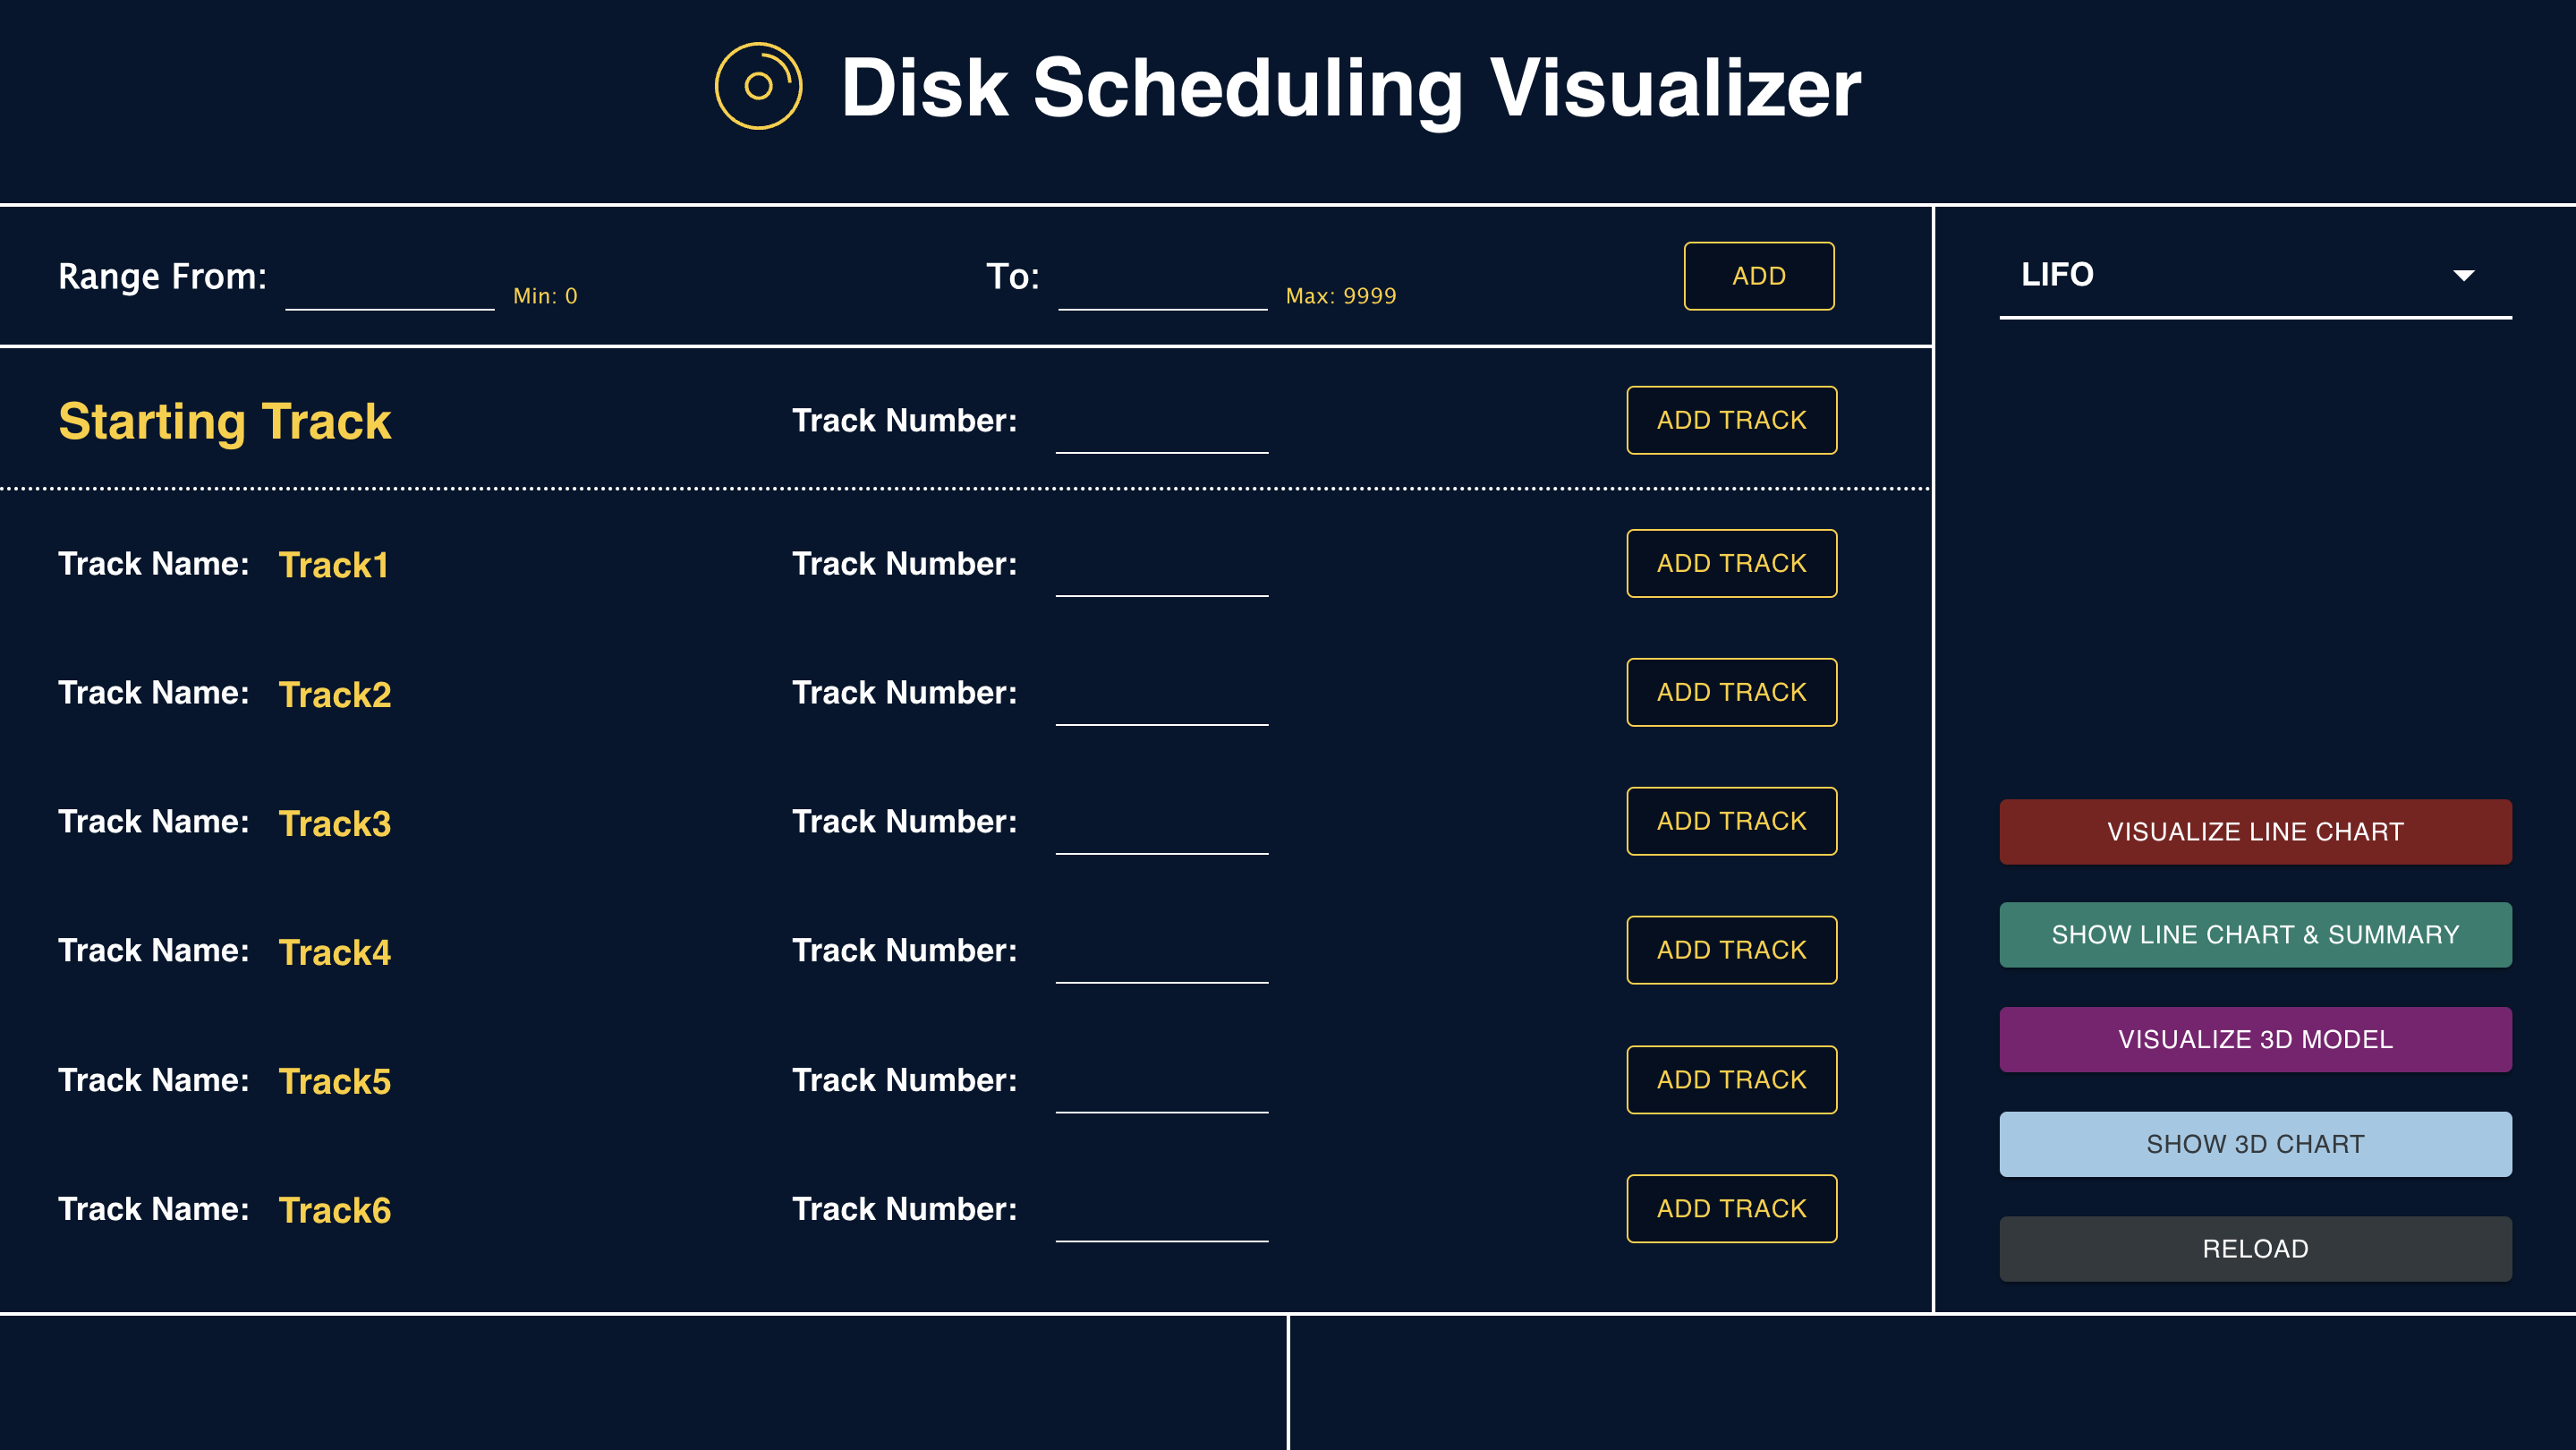 Disk Scheduling Visualizer
Range From: Min: 0 To: Max: 9999 ADD
LIFO
Starting Track Track Number: ADD TRACK
Track Name: Track1 Track Number: ADD TRACK
Track Name: Track2 Track Number: ADD TRACK
Track Name: Track3 Track Number: ADD TRACK
Track Name: Track4 Track Number: ADD TRACK
Track Name: Track5 Track Number: ADD TRACK
Track Name: Track6 Track Number: ADD TRACK
VISUALIZE LINE CHART
SHOW LINE CHART & SUMMARY
VISUALIZE 3D MODEL
SHOW 3D CHART
RELOAD